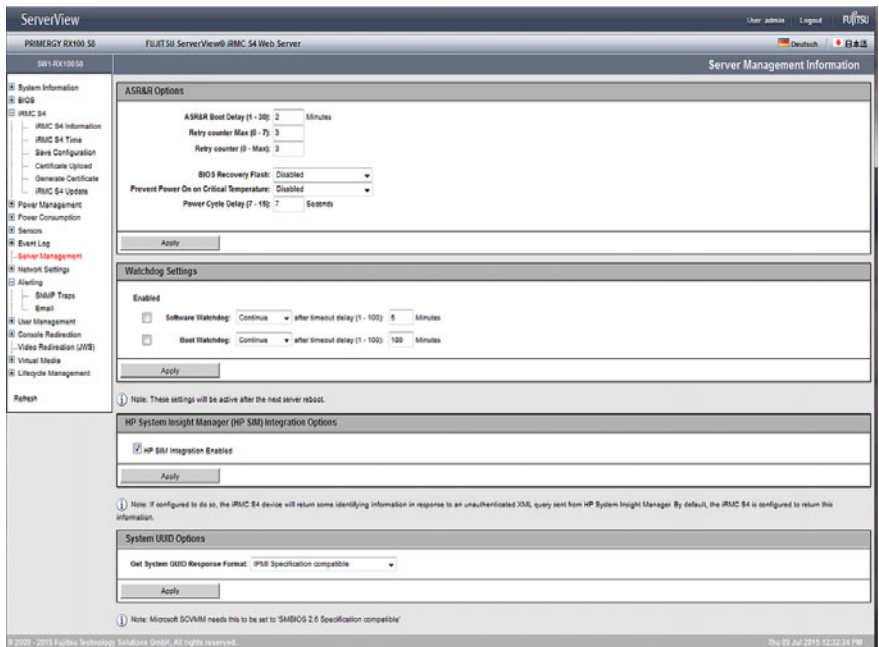 ServerView
User: admin
Logout
FUJITSU
PRIMERGY RX100 S8
FUJITSU ServerView® iRMC S4 Web Server
Deutsch
日本語
SW1-RX100S8
Server Management Information
System Information
BIOS
iRMC S4
iRMC S4 Information
iRMC S4 Time
Save Configuration
Certificate Upload
Generate Certificate
iRMC S4 Update
Power Management
Power Consumption
Sensors
Event Log
Server Management
Network Settings
Alerting
SNMP Traps
Email
User Management
Console Redirection
Video Redirection (JWS)
Virtual Media
Lifecycle Management
Refresh
ASR&R Options
ASR&R Boot Delay (1 - 30): 2 Minutes
Retry counter Max (0 - 7): 3
Retry counter (0 - Max): 3
BIOS Recovery Flash: Disabled
Prevent Power On on Critical Temperature: Disabled
Power Cycle Delay (7 - 15): 7 Seconds
Apply
Watchdog Settings
Enabled
Software Watchdog: Continue after timeout delay (1 - 100): 5 Minutes
Boot Watchdog: Continue after timeout delay (1 - 100): 100 Minutes
Apply
Note: These settings will be active after the next server reboot.
HP System Insight Manager (HP SIM) Integration Options
HP SIM Integration Enabled
Apply
Note: If configured to do so, the iRMC S4 device will return some identifying information in response to an unauthenticated XML query sent from HP System Insight Manager. By default, the iRMC S4 is configured to return this
information.
System UUID Options
Get System GUID Response Format: IPMI Specification compatible
Apply
Note: Microsoft SCVMM needs this to be set to 'SMBIOS 2.6 Specification compatible'
© 2009 - 2015 Fujitsu Technology Solutions GmbH, All rights reserved.
Thu 09 Jul 2015 12:32:34 PM